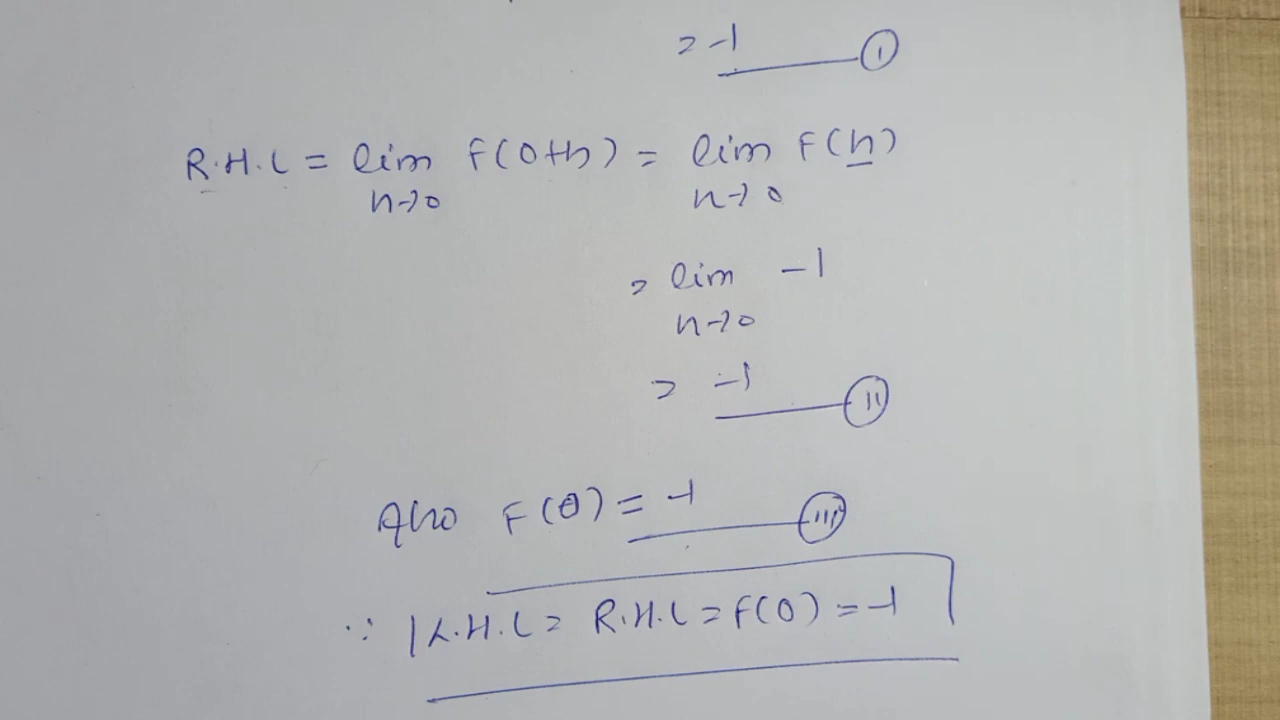 = -1 (I)
R.H.L = lim F(0+h) = lim F(h)
h→0 h→0
= lim -1
h→0
= -1 (II)
Also F(0) = -1 (III)
∵ L.H.L = R.H.L = F(0) = -1